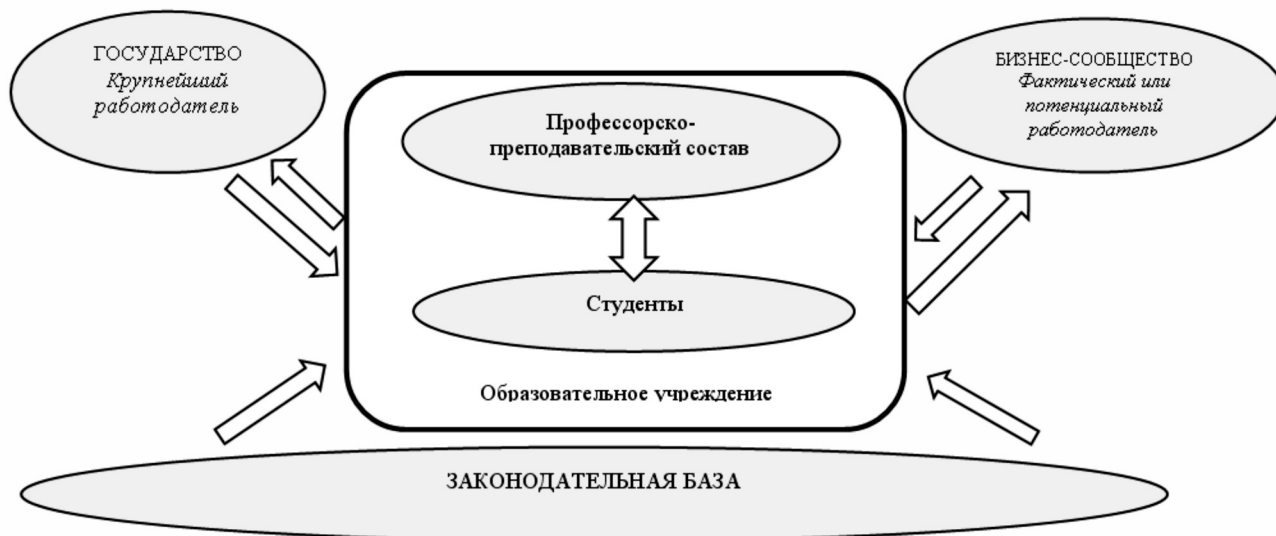 ГОСУДАРСТВО
Крупнейший
работодатель
БИЗНЕС-СООБЩЕСТВО
Фактический или
потенциальный
работодатель
Профессорско-
преподавательский состав
Студенты
Образовательное учреждение
ЗАКОНОДАТЕЛЬНАЯ БАЗА